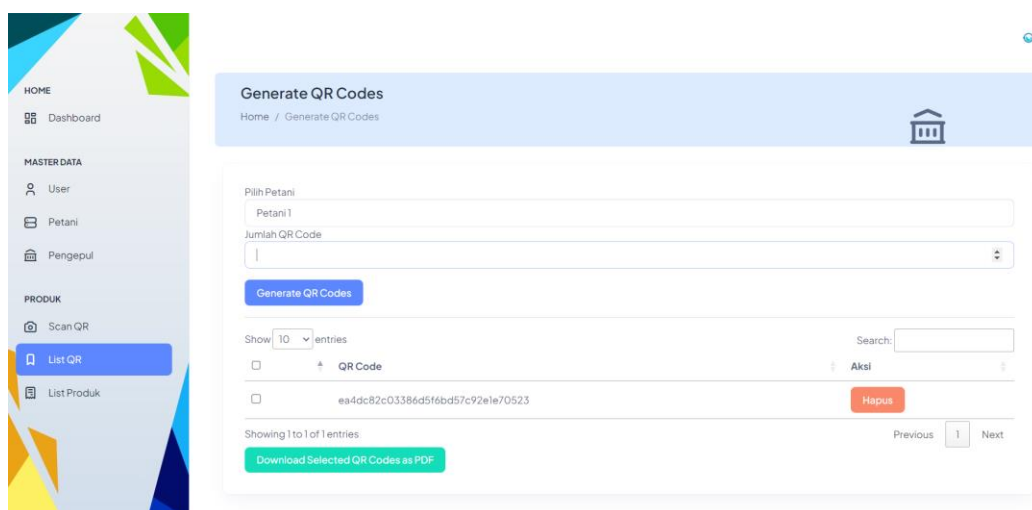 HOME
Dashboard
MASTER DATA
User
Petani
Pengepul
PRODUK
Scan QR
List QR
List Produk
Generate QR Codes
Home / Generate QR Codes
Pilih Petani
Petani 1
Jumlah QR Code
Generate QR Codes
Show 10 entries
Search:
QR Code Aksi
ea4dc82c03386d5f6bd57c92e1e70523 Hapus
Showing 1 to 1 of 1 entries
Previous 1 Next
Download Selected QR Codes as PDF